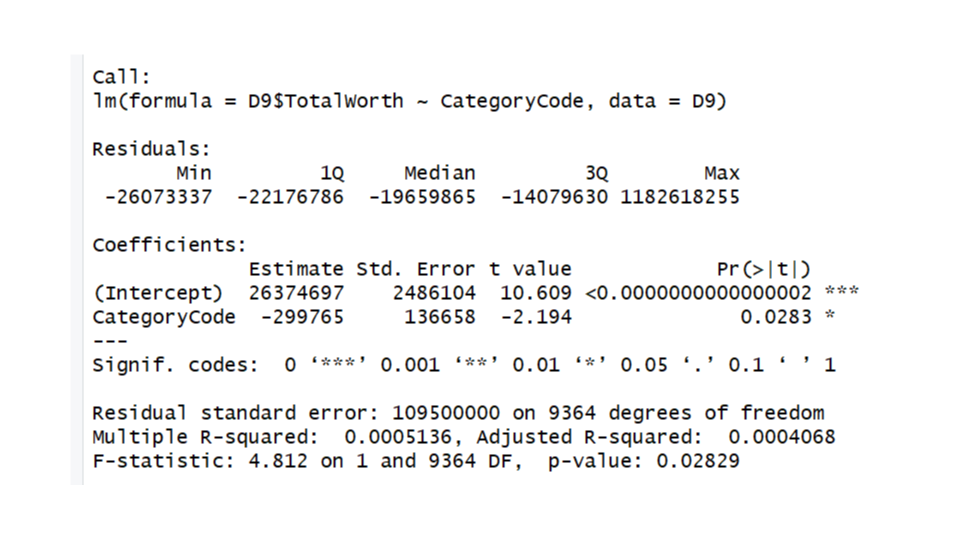 Call:
lm(formula = D9$TotalWorth ~ CategoryCode, data = D9)
Residuals:
Min 1Q Median 3Q Max
-26073337 -22176786 -19659865 -14079630 1182618255
Coefficients:
Estimate Std. Error t value Pr(>|t|)
(Intercept) 26374697 2486104 10.609 <0.0000000000000002 ***
CategoryCode -299765 136658 -2.194 0.0283 *
---
Signif. codes: 0 ‘***’ 0.001 ‘**’ 0.01 ‘*’ 0.05 ‘.’ 0.1 ‘ ’ 1
Residual standard error: 109500000 on 9364 degrees of freedom
Multiple R-squared: 0.0005136, Adjusted R-squared: 0.0004068
F-statistic: 4.812 on 1 and 9364 DF, p-value: 0.02829